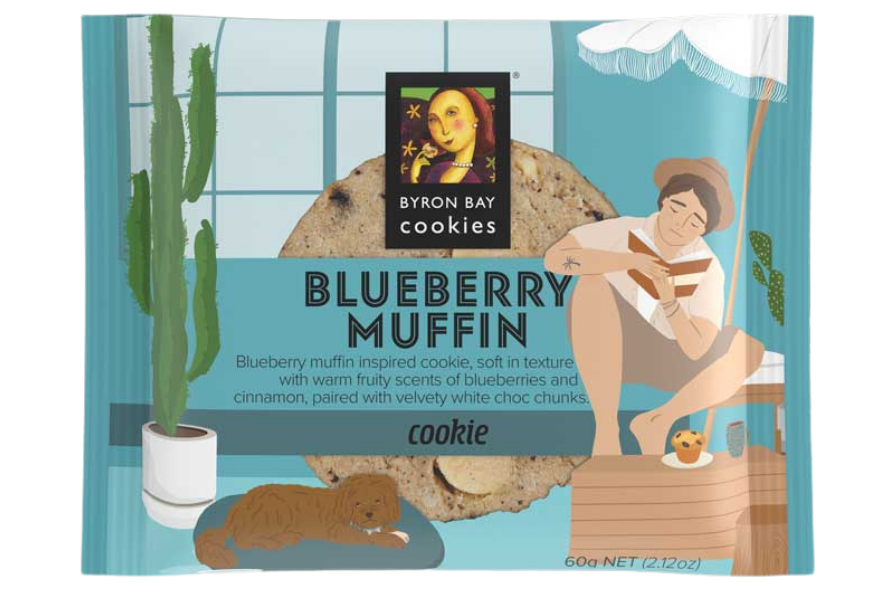 ®
BYRON BAY
cookies
BLUEBERRY
MUFFIN
Blueberry muffin inspired cookie, soft in texture,
with warm fruity scents of blueberries and
cinnamon, paired with velvety white choc chunks.
cookie
60g NET (2.12oz)